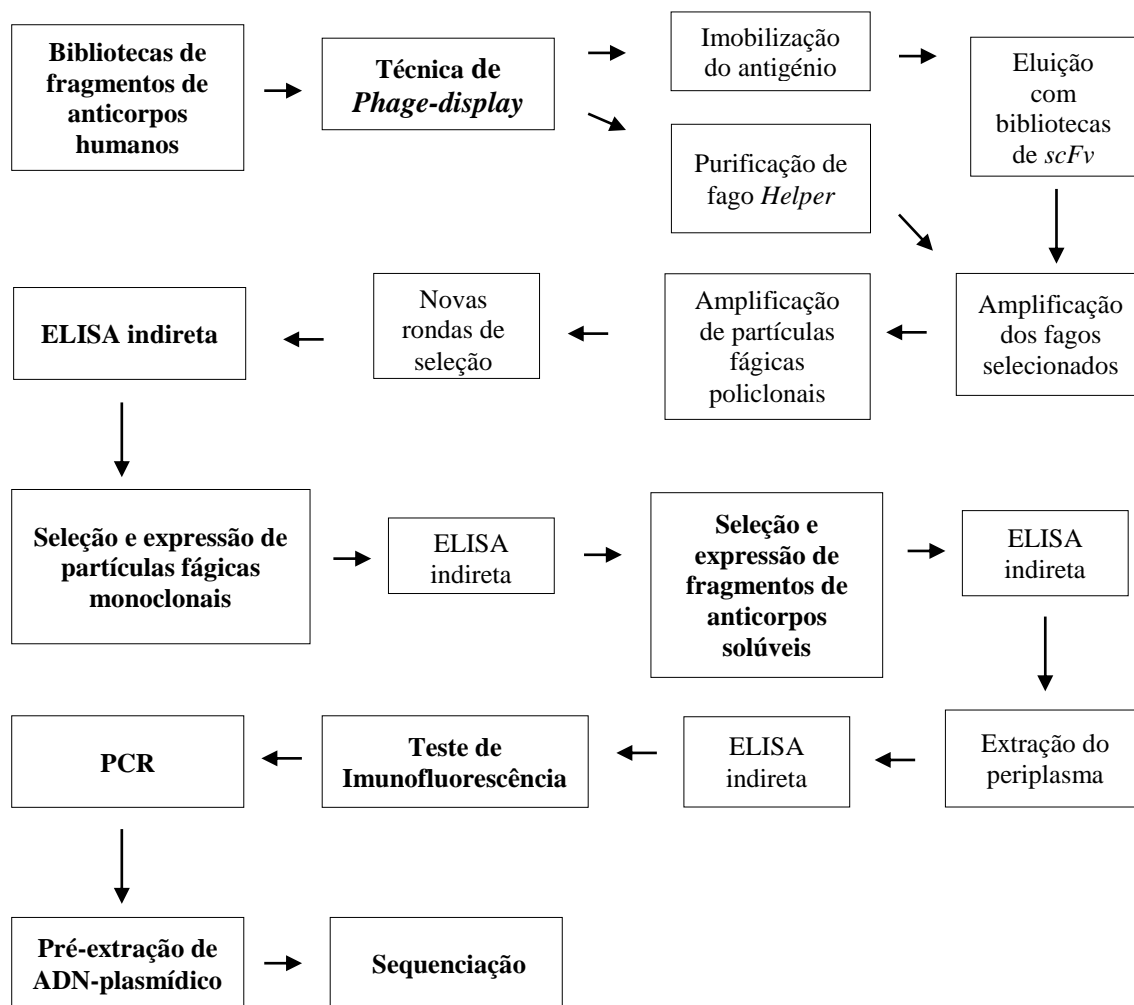 Bibliotecas de
fragmentos de
anticorpos
humanos
Técnica de
Phage-display
Imobilização
do antigénio
Eluição
com
bibliotecas
de scFv
Purificação de
fago Helper
ELISA indireta
Novas
rondas de
seleção
Amplificação
de partículas
fágicas
policlonais
Amplificação
dos fagos
selecionados
Seleção e expressão de
partículas fágicas
monoclonais
ELISA
indireta
Seleção e
expressão de
fragmentos de
anticorpos
solúveis
ELISA
indireta
PCR
Teste de
Imunofluorescência
ELISA
indireta
Extração do
periplasma
Pré-extração de
ADN-plasmídico
Sequenciação